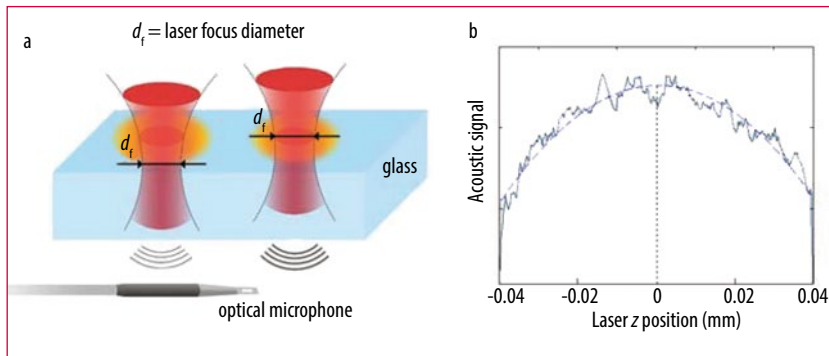 a
d_f = laser focus diameter
d_f
d_f
glass
optical microphone
b
Acoustic signal
-0.04 -0.02 0 0.02 0.04
Laser z position (mm)